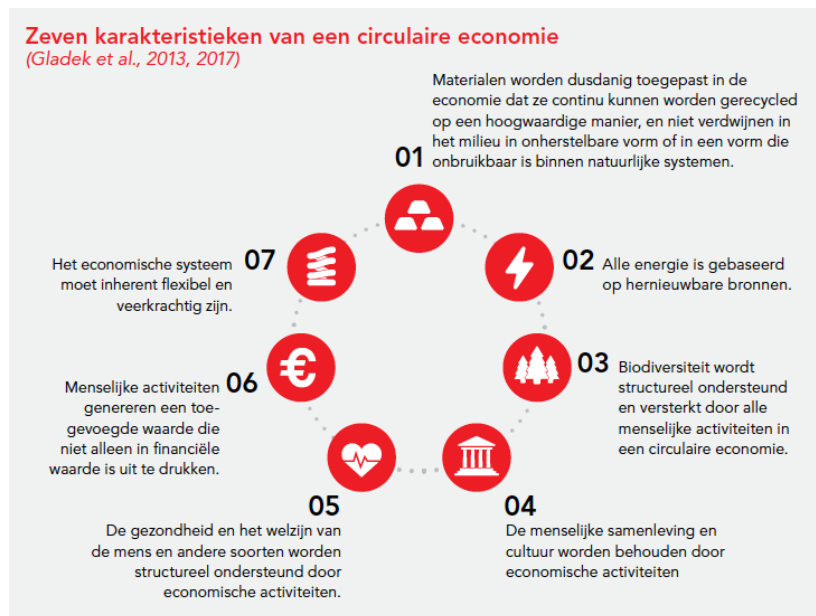 Zeven karakteristieken van een circulaire economie
(Gladek et al., 2013, 2017)
01
Materialen worden dusdanig toegepast in de
economie dat ze continu kunnen worden gerecycled
op een hoogwaardige manier, en niet verdwijnen in
het milieu in onherstelbare vorm of in een vorm die
onbruikbaar is binnen natuurlijke systemen.
02
Alle energie is gebaseerd
op hernieuwbare bronnen.
03
Biodiversiteit wordt
structureel ondersteund
en versterkt door alle
menselijke activiteiten in
een circulaire economie.
04
De menselijke samenleving en
cultuur worden behouden door
economische activiteiten
05
De gezondheid en het welzijn van
de mens en andere soorten worden
structureel ondersteund door
economische activiteiten.
06
Menselijke activiteiten
genereren een toe-
gevoegde waarde die
niet alleen in financiële
waarde is uit te drukken.
07
Het economische systeem
moet inherent flexibel en
veerkrachtig zijn.
€